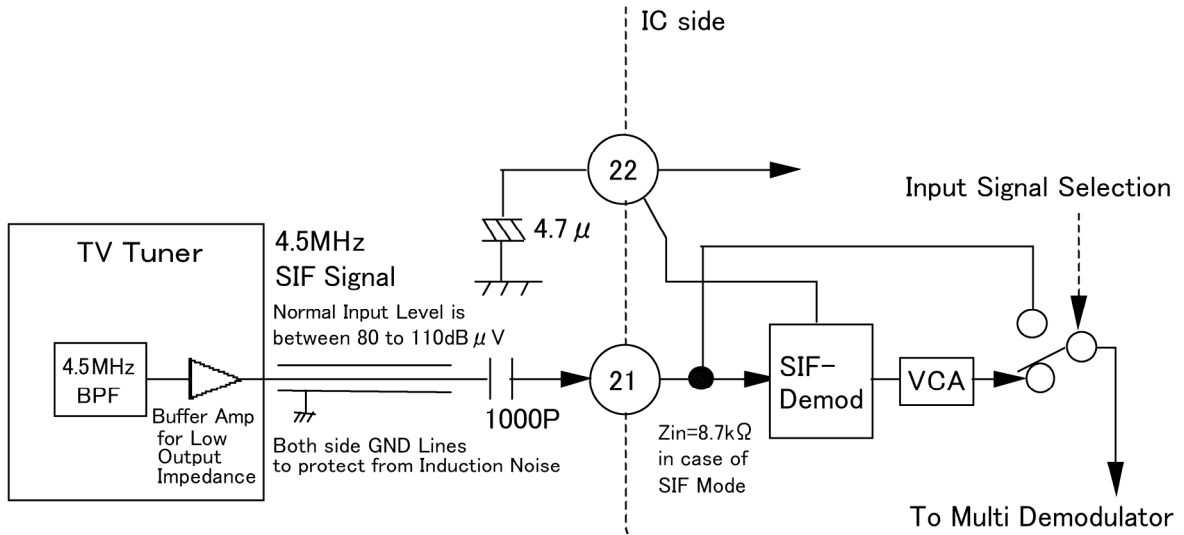 IC side
22
Input Signal Selection
4.7 μ
TV Tuner
4.5MHz
SIF Signal
Normal Input Level is
between 80 to 110dB μ V
4.5MHz
BPF
Buffer Amp
for Low
Output
Impedance
1000P
Both side GND Lines
to protect from Induction Noise
21
Zin=8.7kΩ
in case of
SIF Mode
SIF-
Demod
VCA
To Multi Demodulator